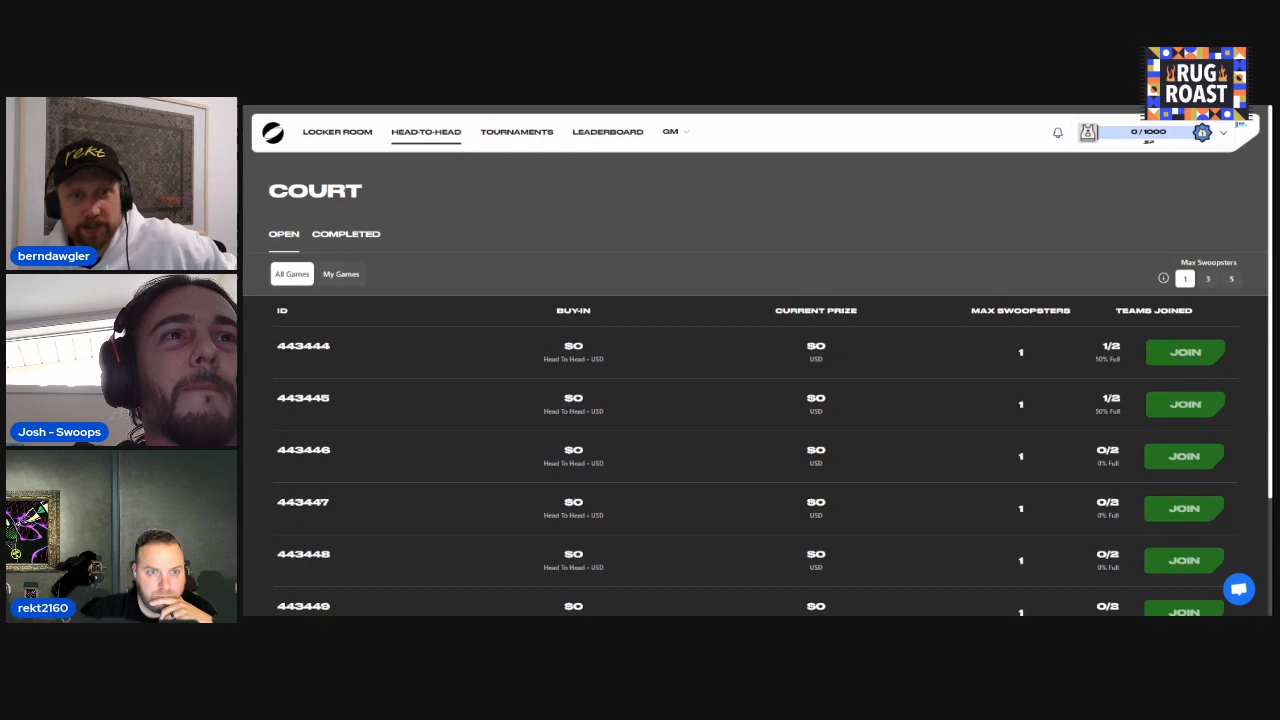 RUG
ROAST
rekt
berndawgler
Josh - Swoops
rekt2160
LOCKER ROOM HEAD-TO-HEAD TOURNAMENTS LEADERBOARD GM
0 / 1000
SP
COURT
OPEN COMPLETED
All Games My Games
Max Swoopsters
1 3 5
ID BUY-IN CURRENT PRIZE MAX SWOOPSTERS TEAMS JOINED
443444 $0 $0 1 1/2 JOIN
Head To Head • USD USD 50% Full
443445 $0 $0 1 1/2 JOIN
Head To Head • USD USD 50% Full
443446 $0 $0 1 0/2 JOIN
Head To Head • USD USD 0% Full
443447 $0 $0 1 0/2 JOIN
Head To Head • USD USD 0% Full
443448 $0 $0 1 0/2 JOIN
Head To Head • USD USD 0% Full
443449 $0 $0 1 0/2 JOIN